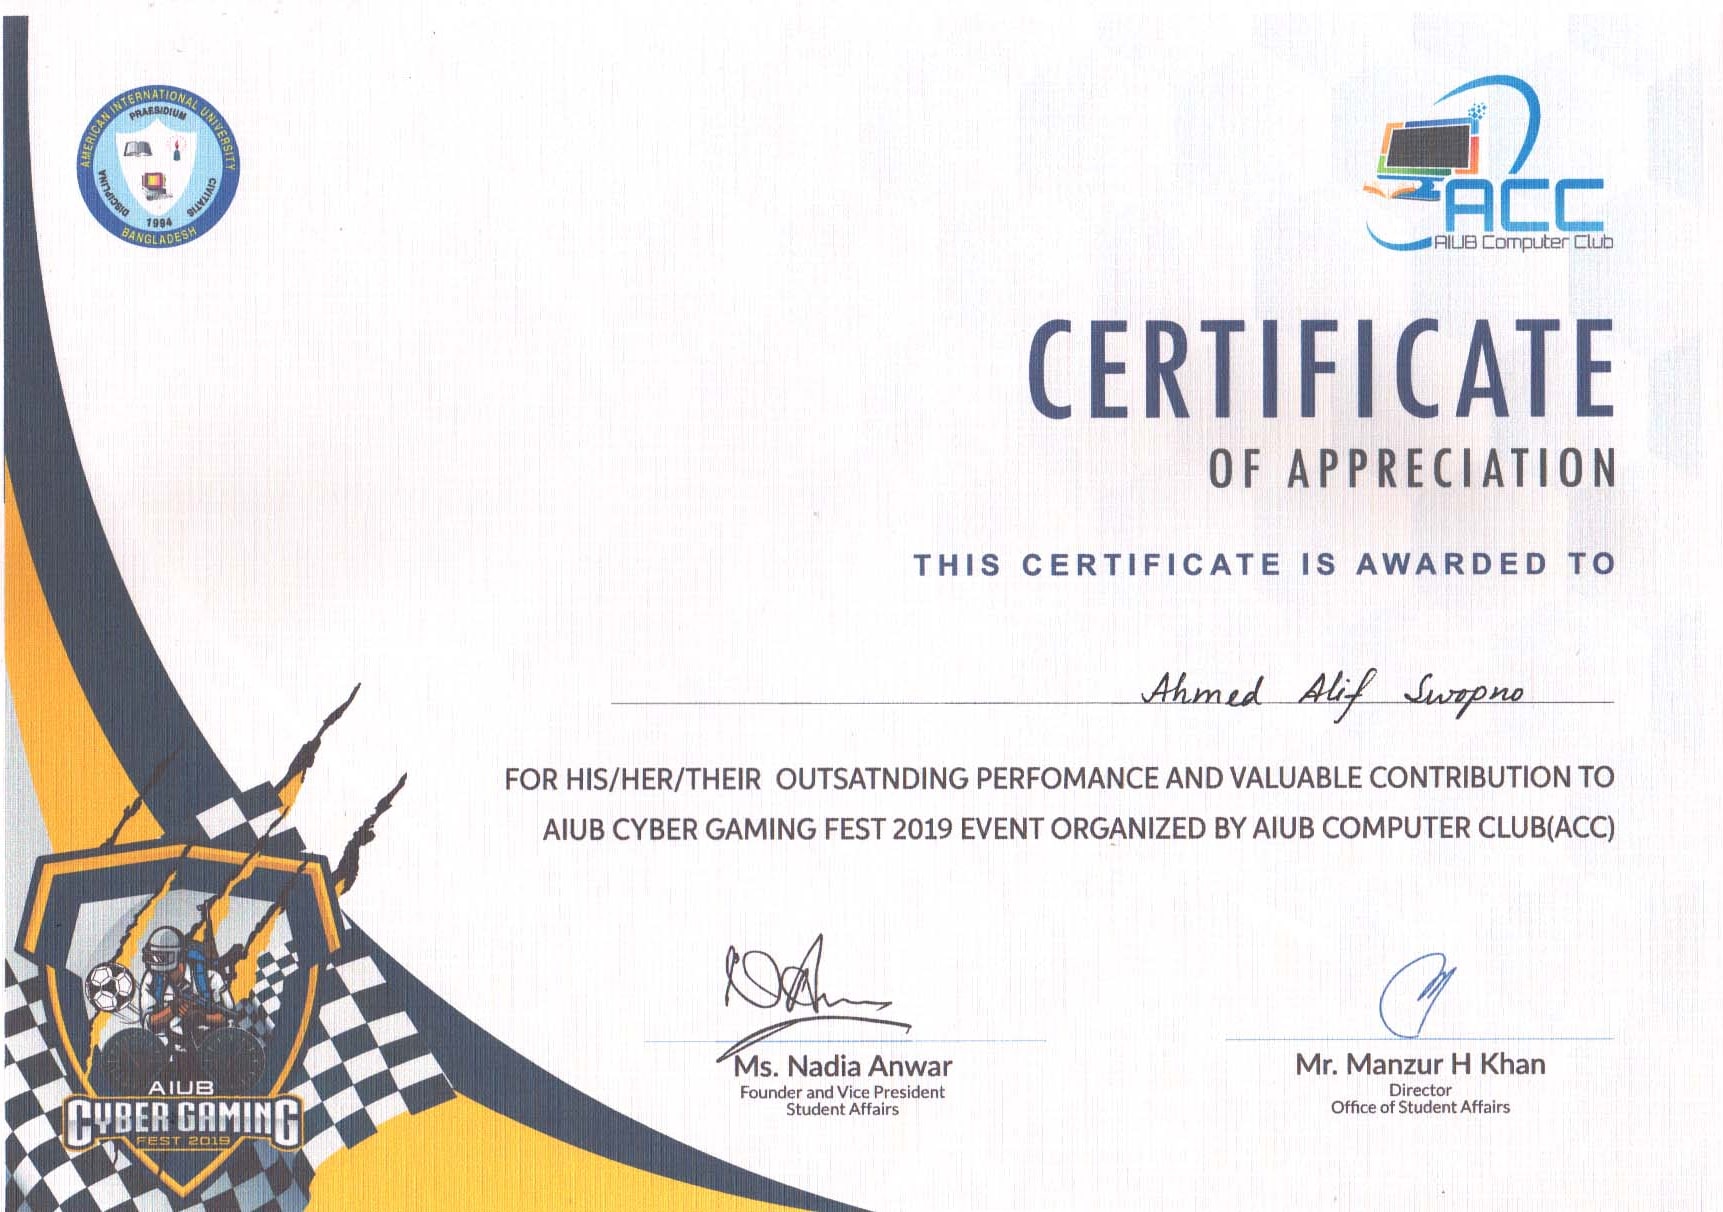 AMERICAN INTERNATIONAL UNIVERSITY
PRAESIDIUM
DISCIPLINA
CIVITATIS
1994
BANGLADESH
ACC
AIUB Computer Club
CERTIFICATE
OF APPRECIATION
THIS CERTIFICATE IS AWARDED TO
Ahmed Alif Swopno
FOR HIS/HER/THEIR OUTSATNDING PERFOMANCE AND VALUABLE CONTRIBUTION TO
AIUB CYBER GAMING FEST 2019 EVENT ORGANIZED BY AIUB COMPUTER CLUB(ACC)
Ms. Nadia Anwar
Founder and Vice President
Student Affairs
Mr. Manzur H Khan
Director
Office of Student Affairs
AIUB
CYBER GAMING
FEST 2019